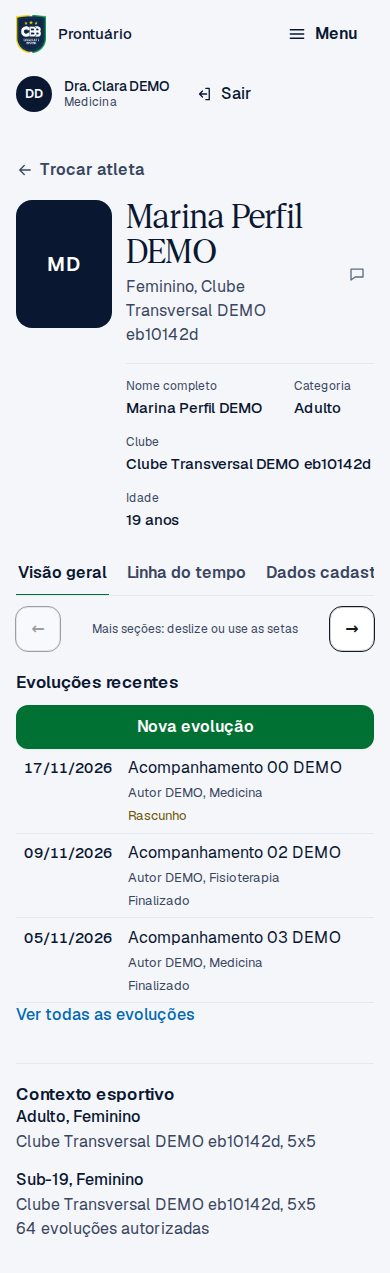 CBB
Prontuário
Menu
DD
Dra. Clara DEMO
Medicina
Sair
← Trocar atleta
MD
Marina Perfil
DEMO
Feminino, Clube
Transversal DEMO
eb10142d
Nome completo
Categoria
Marina Perfil DEMO
Adulto
Clube
Clube Transversal DEMO eb10142d
Idade
19 anos
Visão geral
Linha do tempo
Dados cadast
←
Mais seções: deslize ou use as setas
→
Evoluções recentes
Nova evolução
17/11/2026
Acompanhamento 00 DEMO
Autor DEMO, Medicina
Rascunho
09/11/2026
Acompanhamento 02 DEMO
Autor DEMO, Fisioterapia
Finalizado
05/11/2026
Acompanhamento 03 DEMO
Autor DEMO, Medicina
Finalizado
Ver todas as evoluções
Contexto esportivo
Adulto, Feminino
Clube Transversal DEMO eb10142d, 5x5
Sub-19, Feminino
Clube Transversal DEMO eb10142d, 5x5
64 evoluções autorizadas